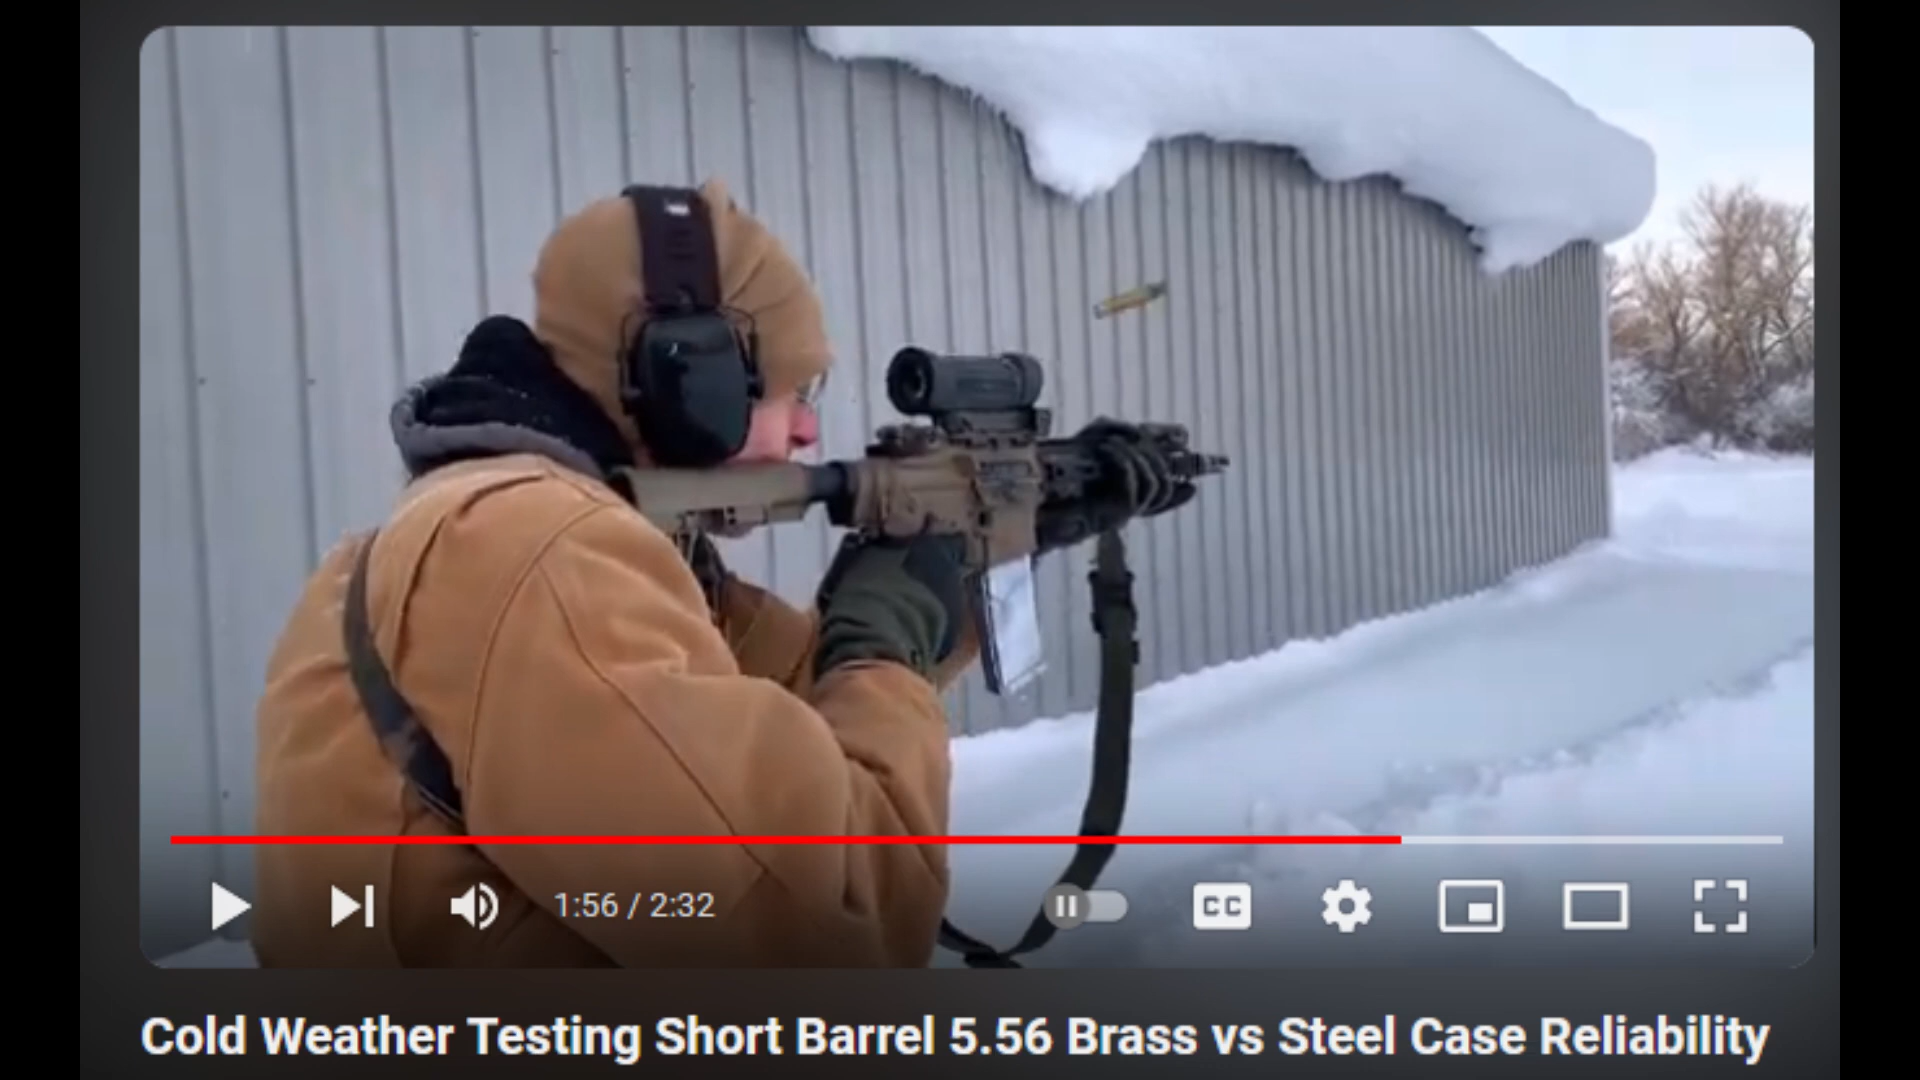 1:56 / 2:32
CC
Cold Weather Testing Short Barrel 5.56 Brass vs Steel Case Reliability